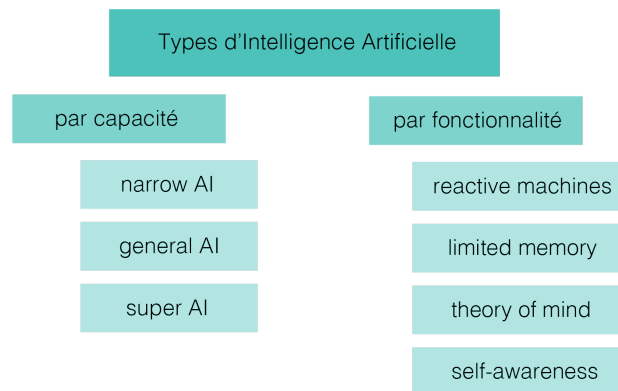 Types d'Intelligence Artificielle
par capacité
narrow AI
general AI
super AI
par fonctionnalité
reactive machines
limited memory
theory of mind
self-awareness